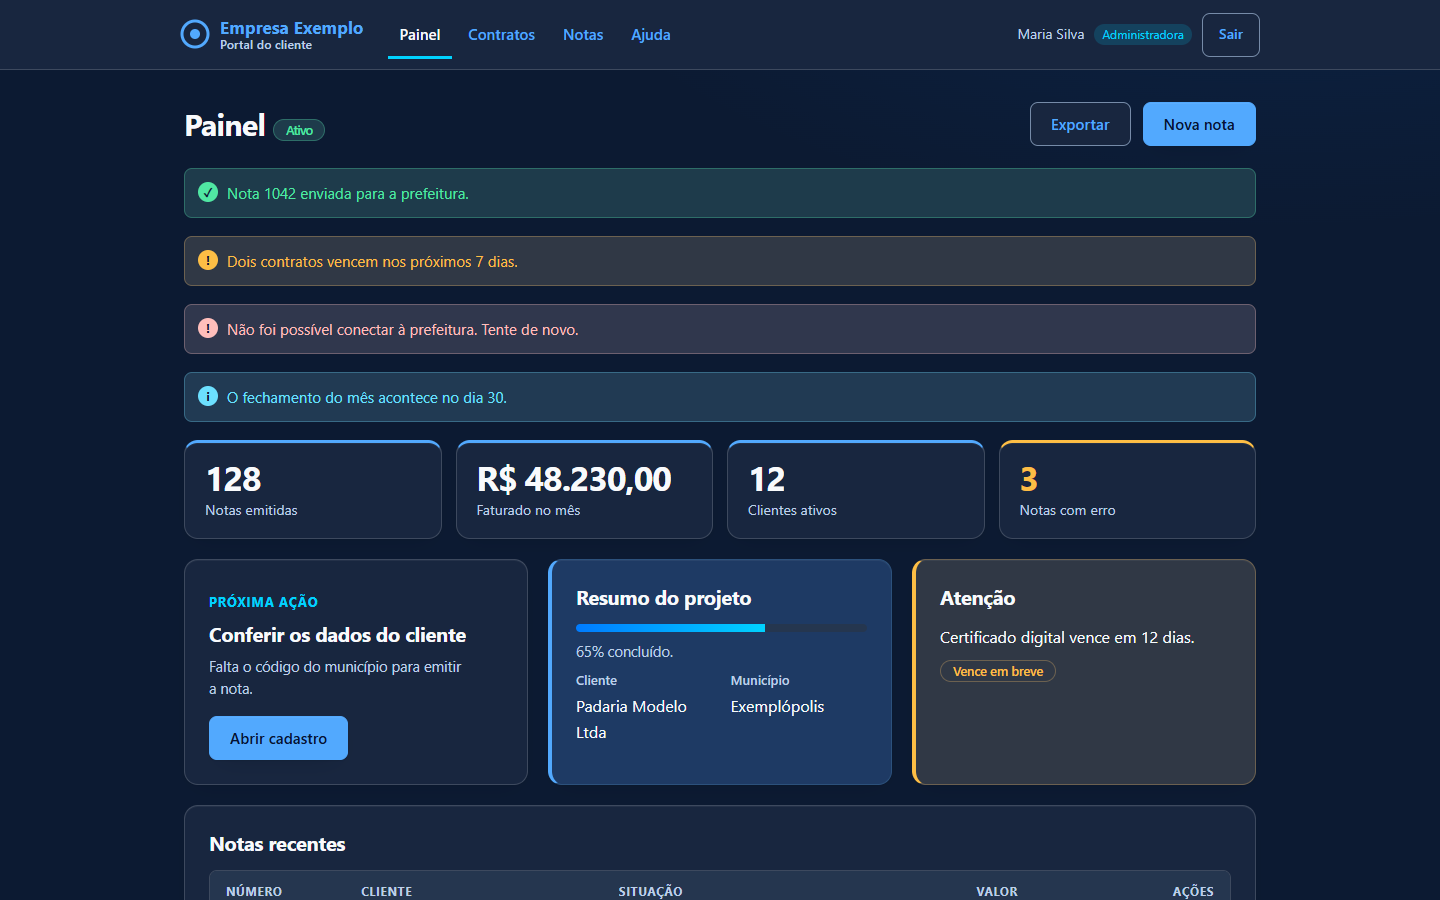 Empresa Exemplo
Portal do cliente
Painel
Contratos
Notas
Ajuda
Maria Silva
Administradora
Sair
Painel
Ativo
Exportar
Nova nota
✓ Nota 1042 enviada para a prefeitura.
! Dois contratos vencem nos próximos 7 dias.
! Não foi possível conectar à prefeitura. Tente de novo.
i O fechamento do mês acontece no dia 30.
128
Notas emitidas
R$ 48.230,00
Faturado no mês
12
Clientes ativos
3
Notas com erro
PRÓXIMA AÇÃO
Conferir os dados do cliente
Falta o código do município para emitir
a nota.
Abrir cadastro
Resumo do projeto
65% concluído.
Cliente
Padaria Modelo
Ltda
Município
Exemplópolis
Atenção
Certificado digital vence em 12 dias.
Vence em breve
Notas recentes
NÚMERO CLIENTE SITUAÇÃO VALOR AÇÕES